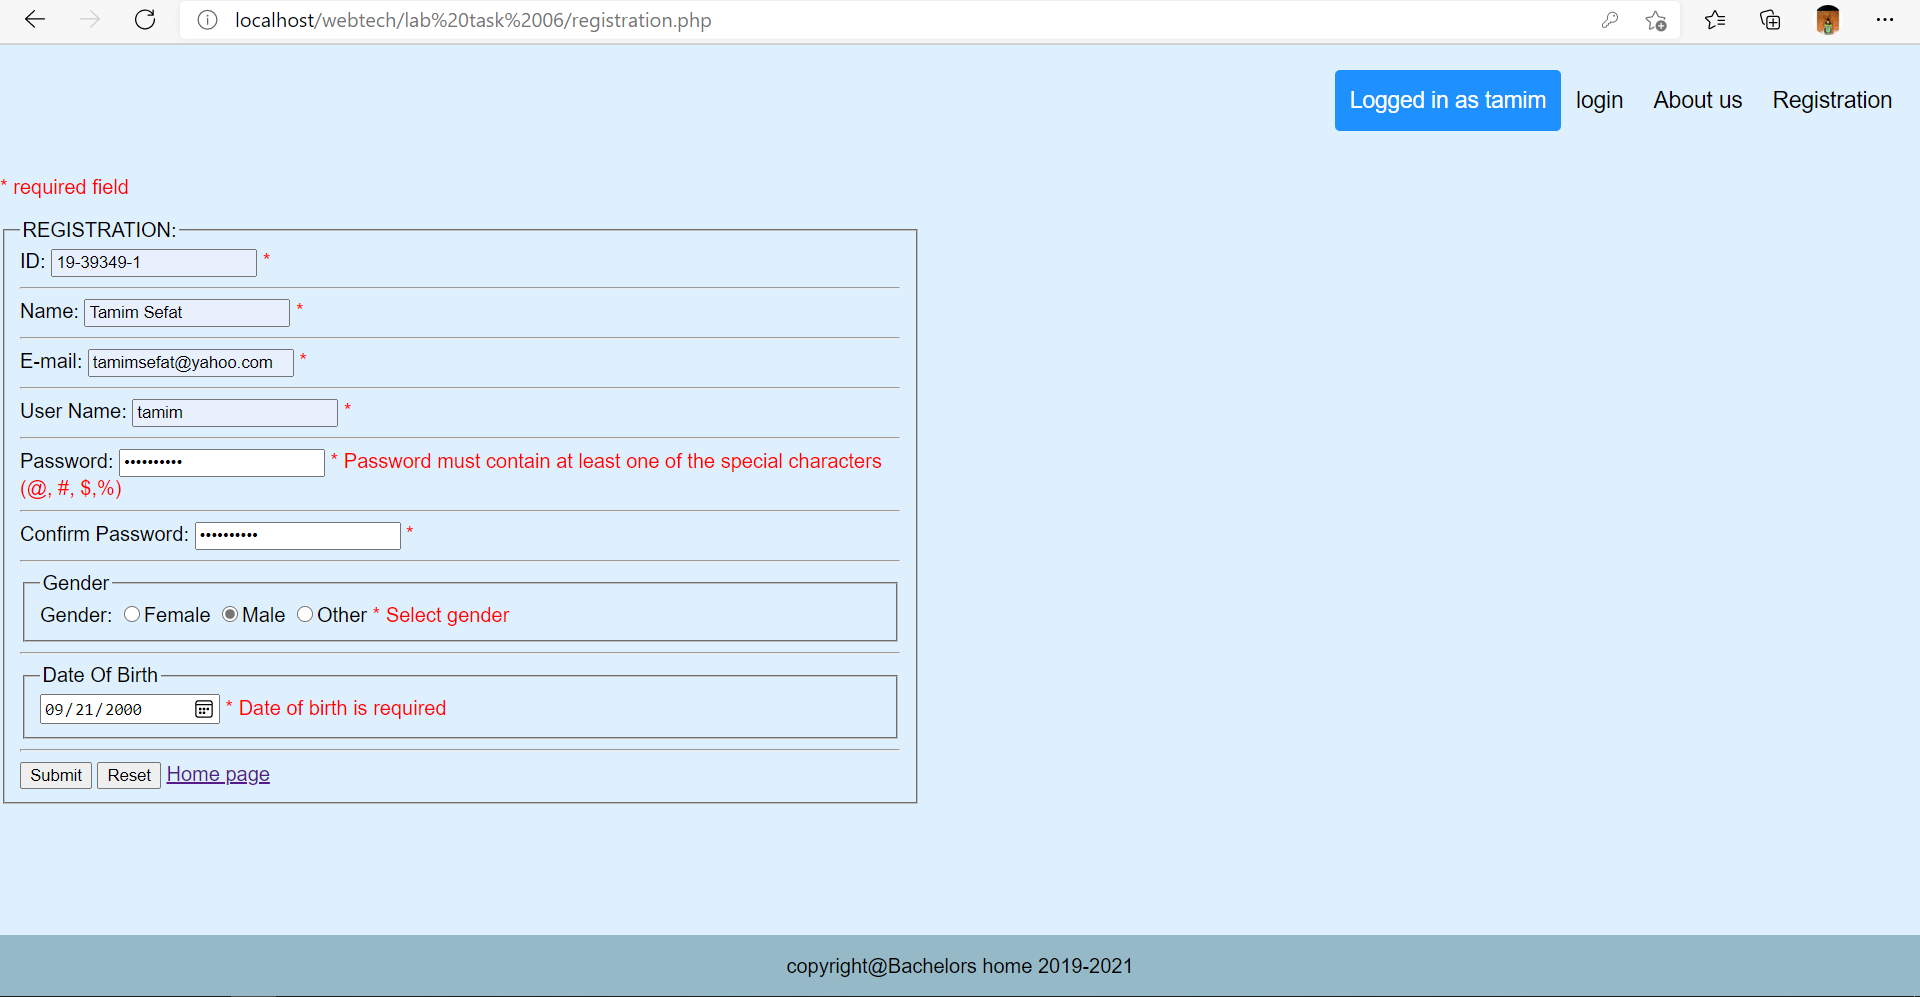 localhost/webtech/lab%20task%2006/registration.php
Logged in as tamim login About us Registration
* required field
REGISTRATION:
ID: 19-39349-1 *
Name: Tamim Sefat *
E-mail: tamimsefat@yahoo.com *
User Name: tamim *
Password: •••••••••• * Password must contain at least one of the special characters
(@, #, $,%)
Confirm Password: •••••••••• *
Gender
Gender: Female Male Other * Select gender
Date Of Birth
09/21/2000 * Date of birth is required
Submit Reset Home page
copyright@Bachelors home 2019-2021